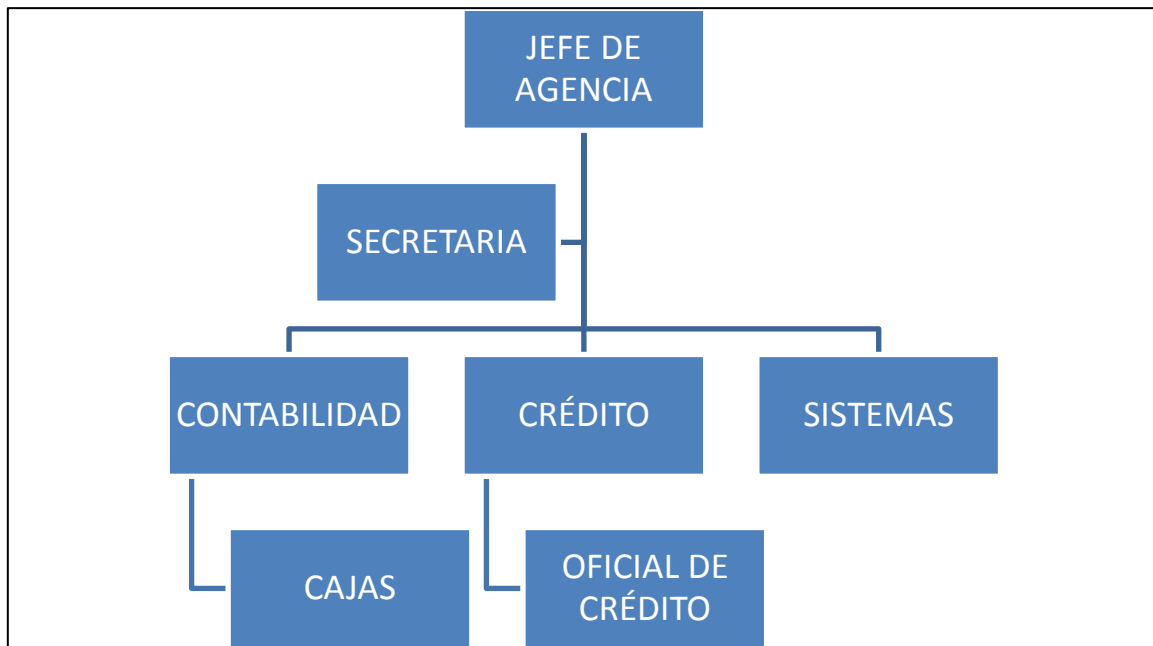 JEFE DE
AGENCIA
SECRETARIA
CONTABILIDAD
CRÉDITO
SISTEMAS
CAJAS
OFICIAL DE
CRÉDITO